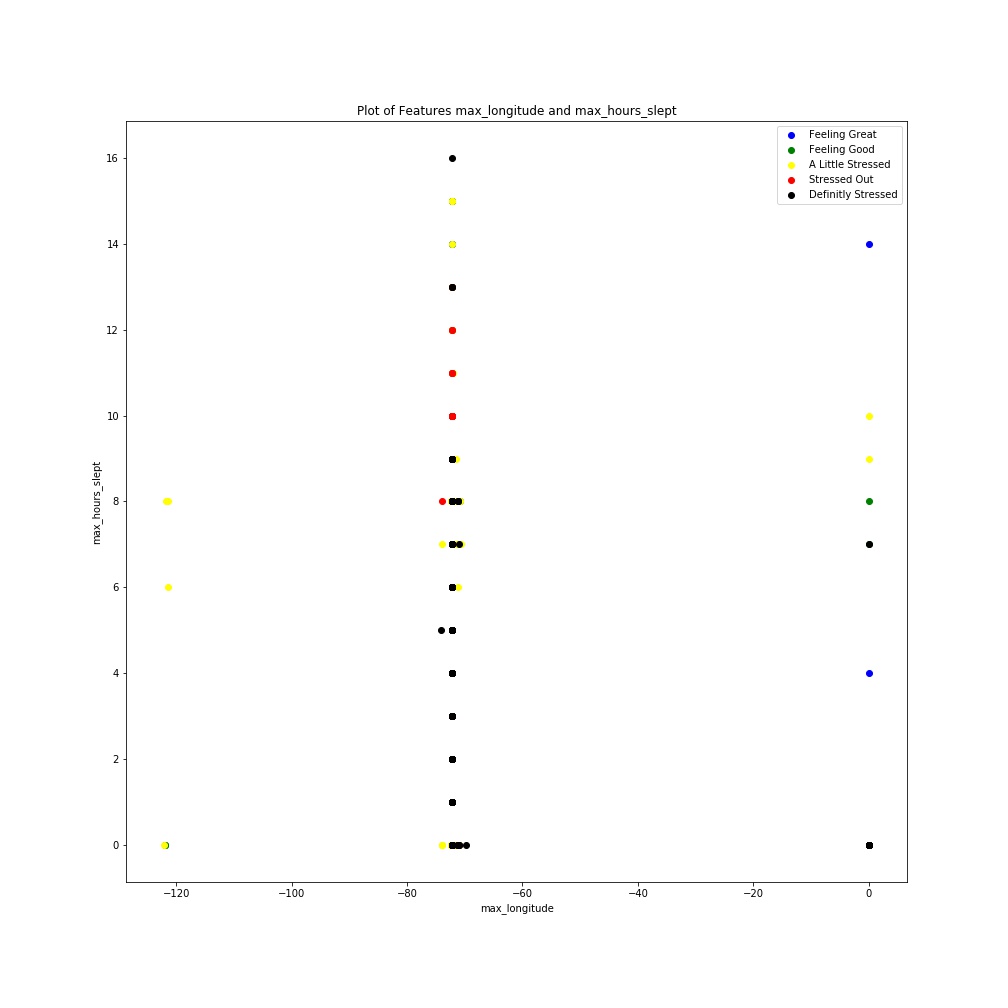 Plot of Features max_longitude and max_hours_slept
Feeling Great
Feeling Good
A Little Stressed
Stressed Out
Definitly Stressed
16
14
12
10
8
6
4
2
0
max_hours_slept
−120
−100
−80
−60
−40
−20
0
max_longitude